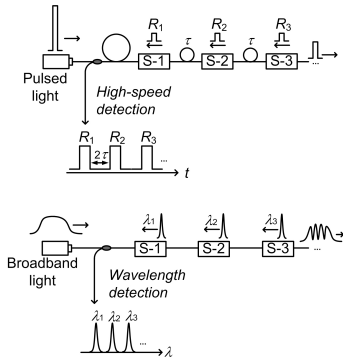 R1 R2 R3
τ τ
S-1 S-2 S-3 ...
Pulsed light
High-speed detection
R1 R2 R3
2τ ...
t
λ1 λ2 λ3
S-1 S-2 S-3 ...
Broadband light
Wavelength detection
λ1 λ2 λ3
...
λ